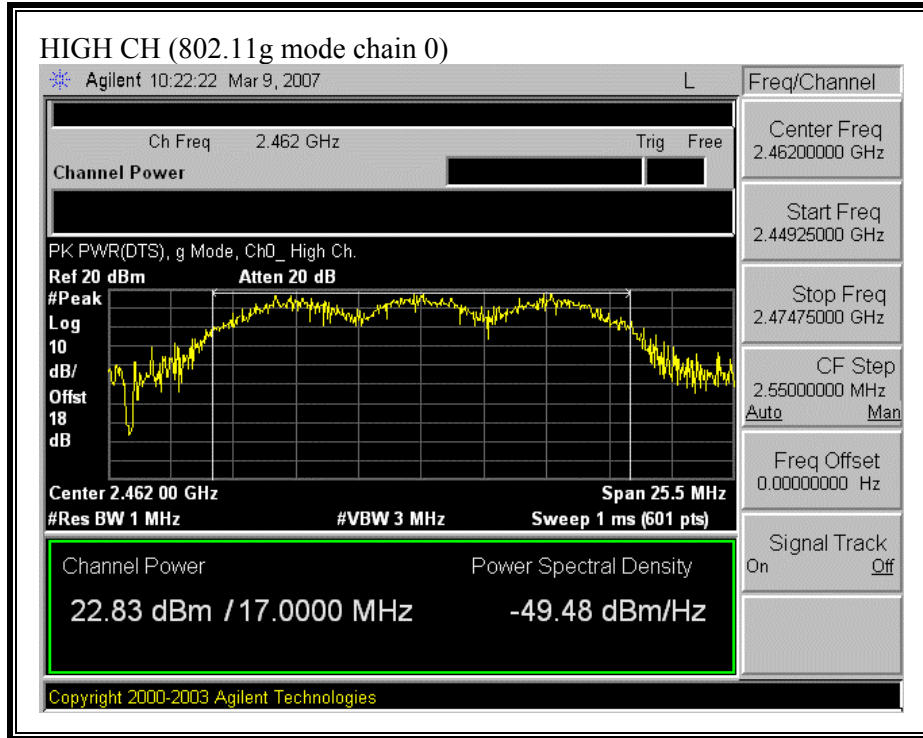 HIGH CH (802.11g mode chain 0)
Agilent 10:22:22 Mar 9, 2007 L
Freq/Channel
Ch Freq 2.462 GHz Trig Free
Channel Power
Center Freq
2.46200000 GHz
Start Freq
2.44925000 GHz
Stop Freq
2.47475000 GHz
CF Step
2.55000000 MHz
Auto Man
Freq Offset
0.00000000 Hz
Signal Track
On Off
PK PWR(DTS), g Mode, Ch0_ High Ch.
Ref 20 dBm Atten 20 dB
#Peak
Log
10
dB/
Offst
18
dB
Center 2.462 00 GHz Span 25.5 MHz
#Res BW 1 MHz #VBW 3 MHz Sweep 1 ms (601 pts)
Channel Power Power Spectral Density
22.83 dBm / 17.0000 MHz -49.48 dBm/Hz
Copyright 2000-2003 Agilent Technologies